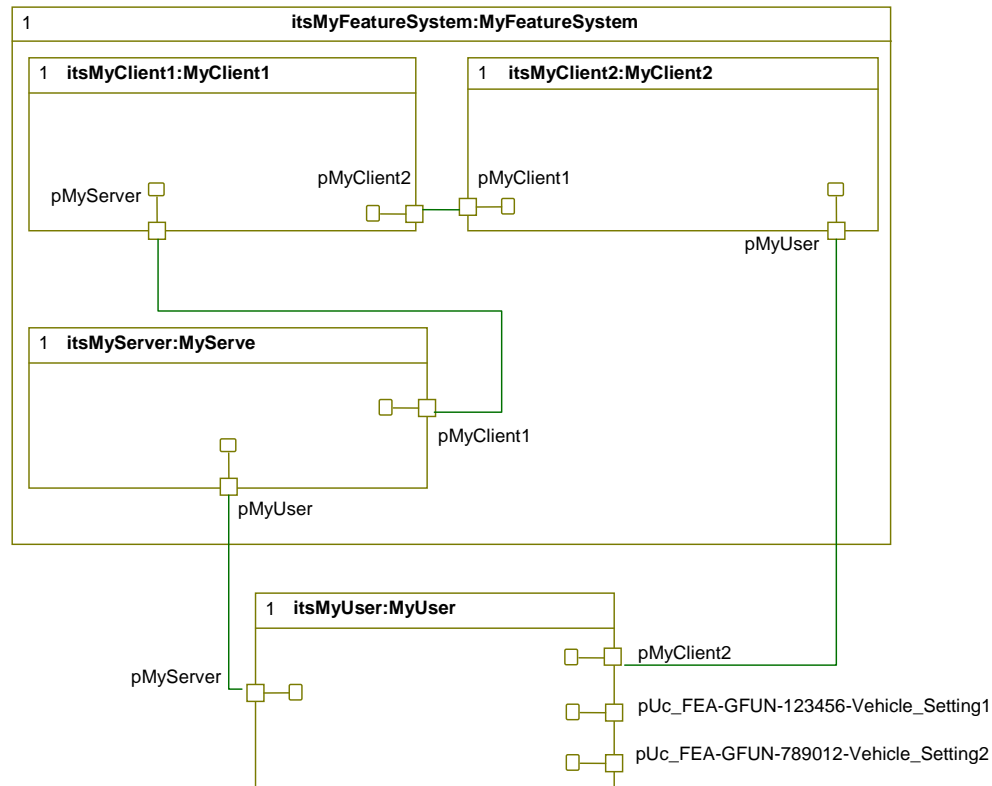 1 itsMyFeatureSystem:MyFeatureSystem
1 itsMyClient1:MyClient1
1 itsMyClient2:MyClient2
pMyServer
pMyClient2
pMyClient1
pMyUser
1 itsMyServer:MyServe
pMyClient1
pMyUser
1 itsMyUser:MyUser
pMyServer
pMyClient2
pUc_FEA-GFUN-123456-Vehicle_Setting1
pUc_FEA-GFUN-789012-Vehicle_Setting2